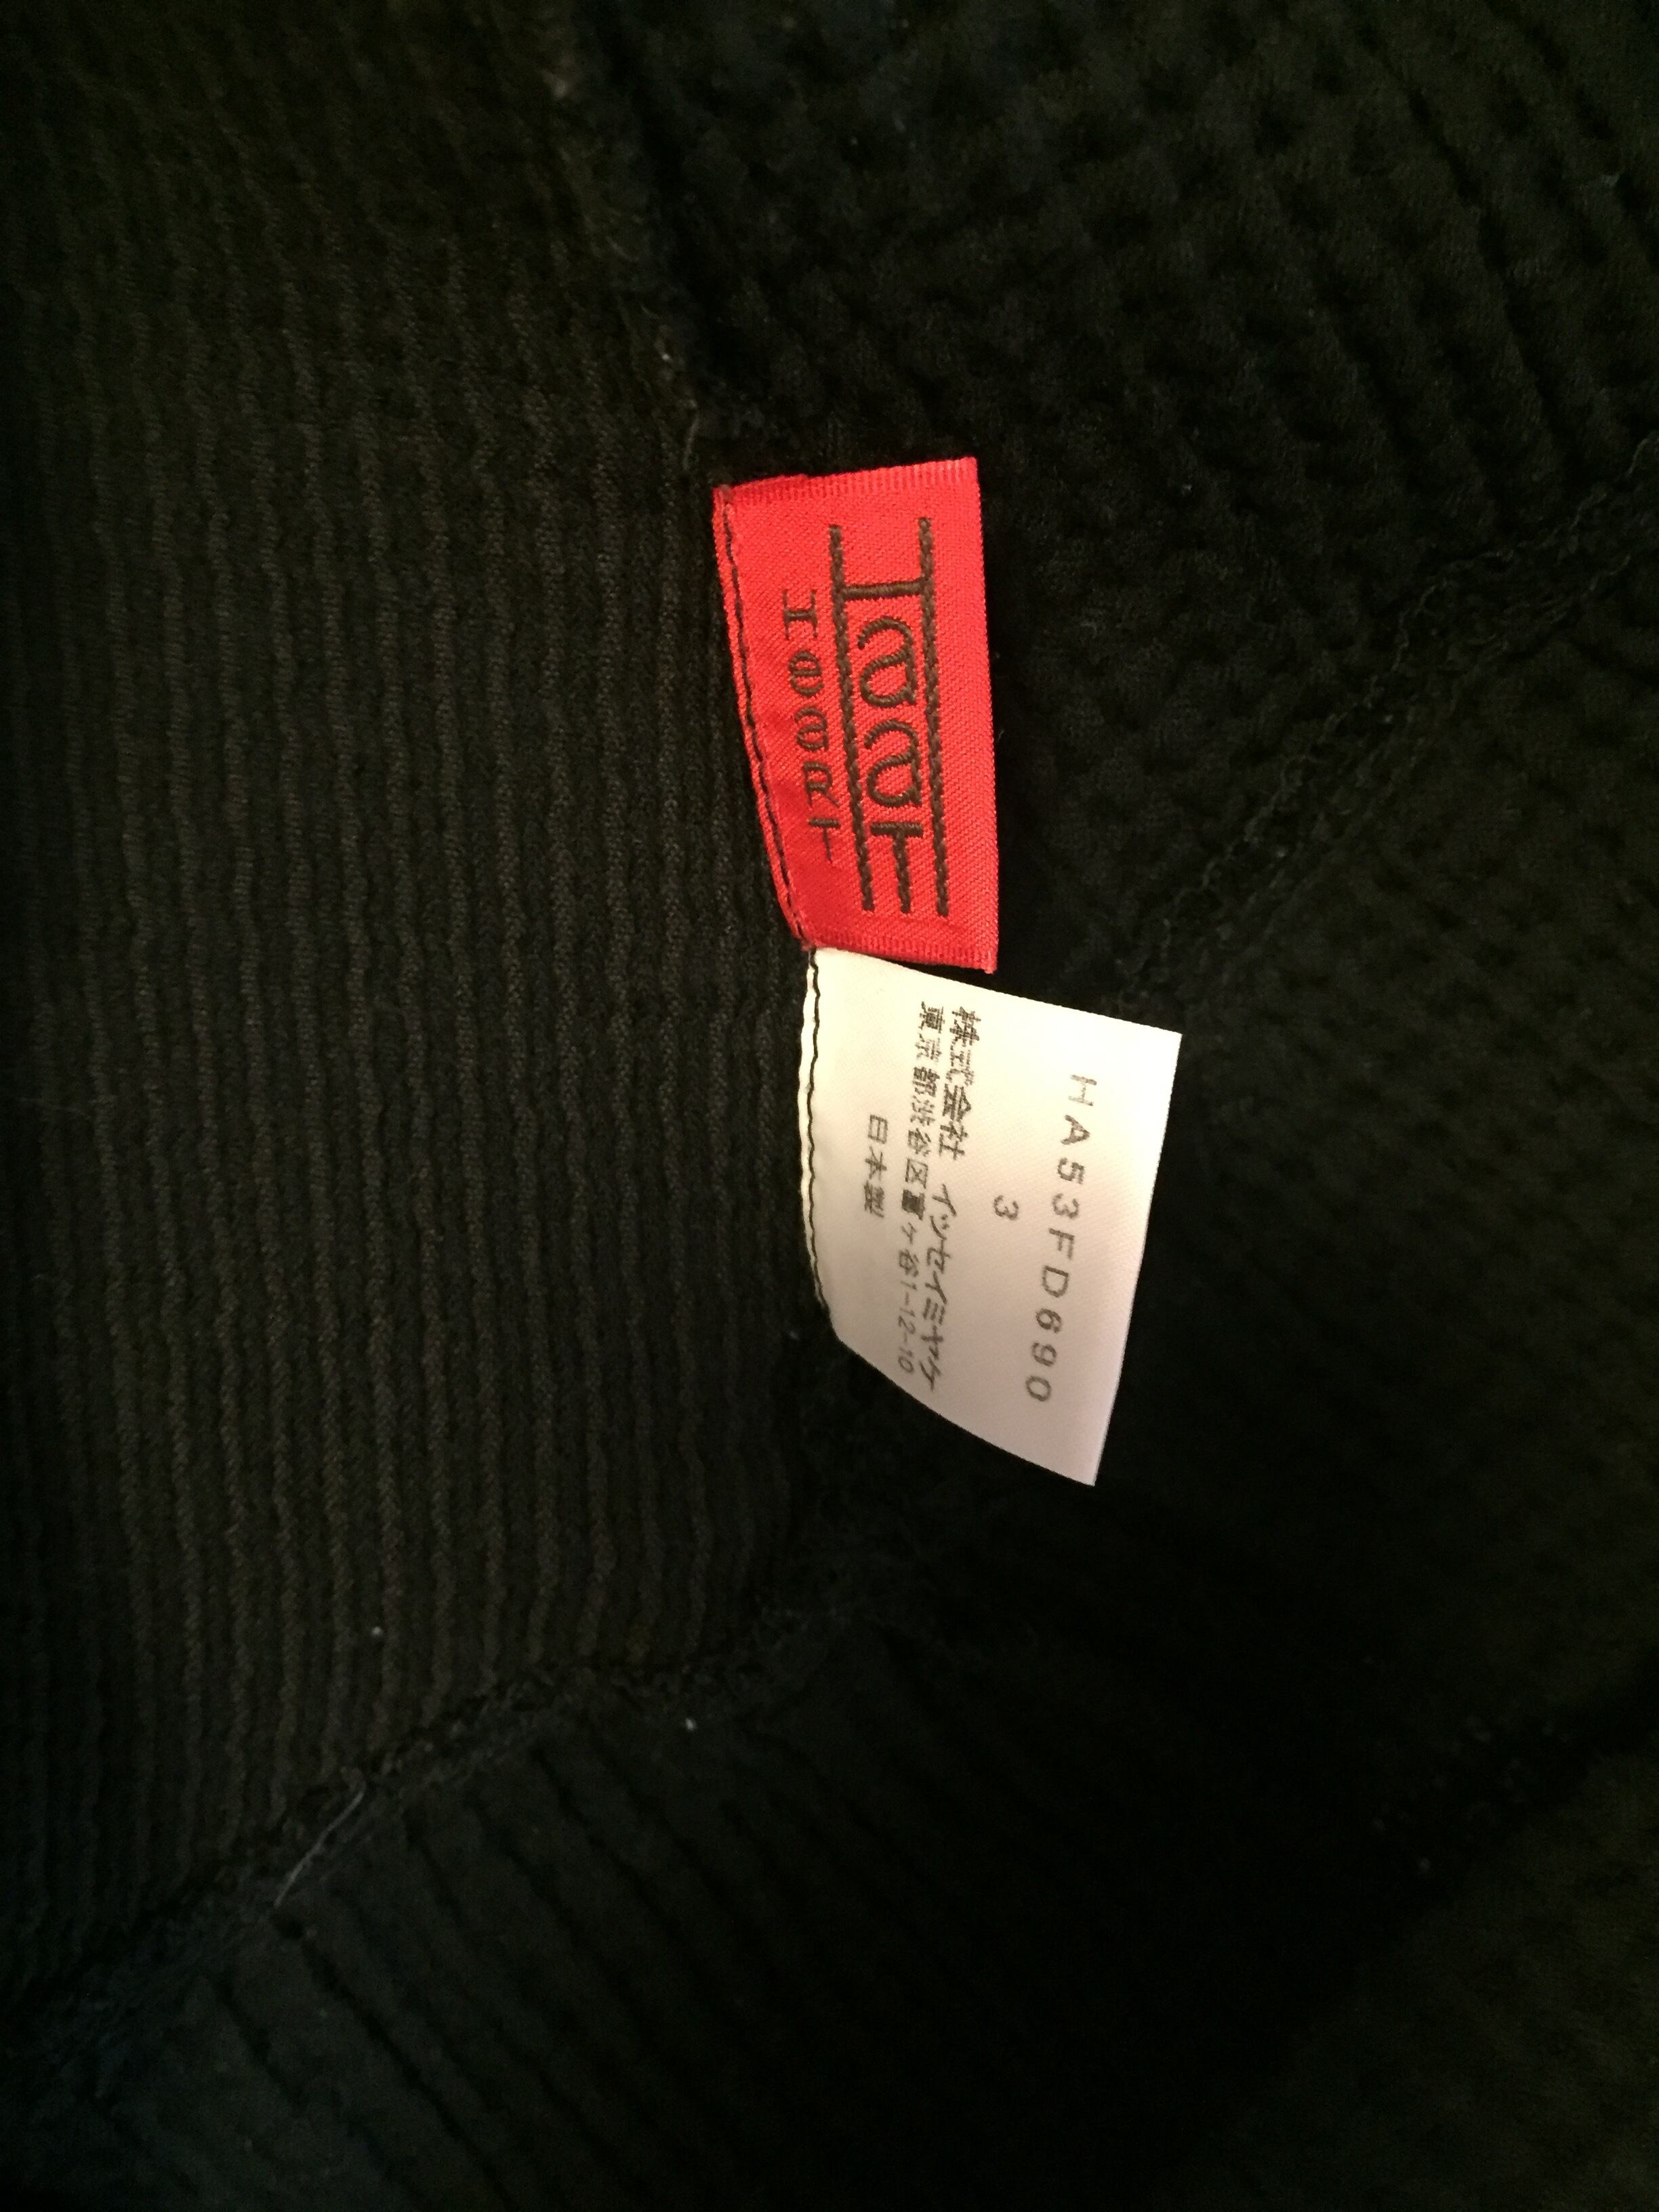 HaaT
HeaRT
HA53FD690
3
株式会社 イッセイミヤケ
東京都渋谷区富ヶ谷1-12-10
日本製